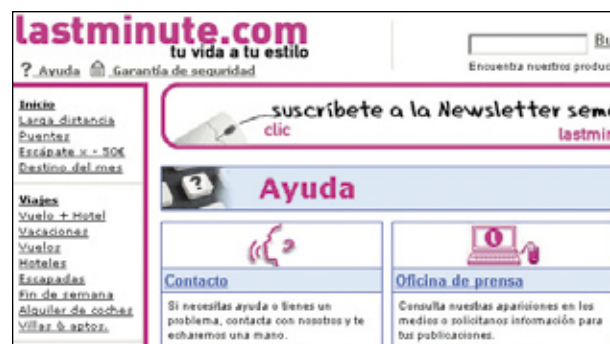 lastminute.com
tu vida a tu estilo
? Ayuda Garantía de seguridad
Encuentra nuestros
Inicio
Larga distancia
Puentes
Escápate x - 50€
Destino del mes
Viajes
Vuelo + Hotel
Vacaciones
Vuelos
Hoteles
Escapadas
Fin de semana
Alquiler de coches
Villas & aptos.
suscríbete a la Newsletter
clic
?
Ayuda
Contacto
Si necesitas ayuda o tienes un
problema, contacta con nosotros y te
echaremos una mano.
Oficina de prensa
Consulta nuestras apariciones en los
medios o solicítanos información para
tus publicaciones.